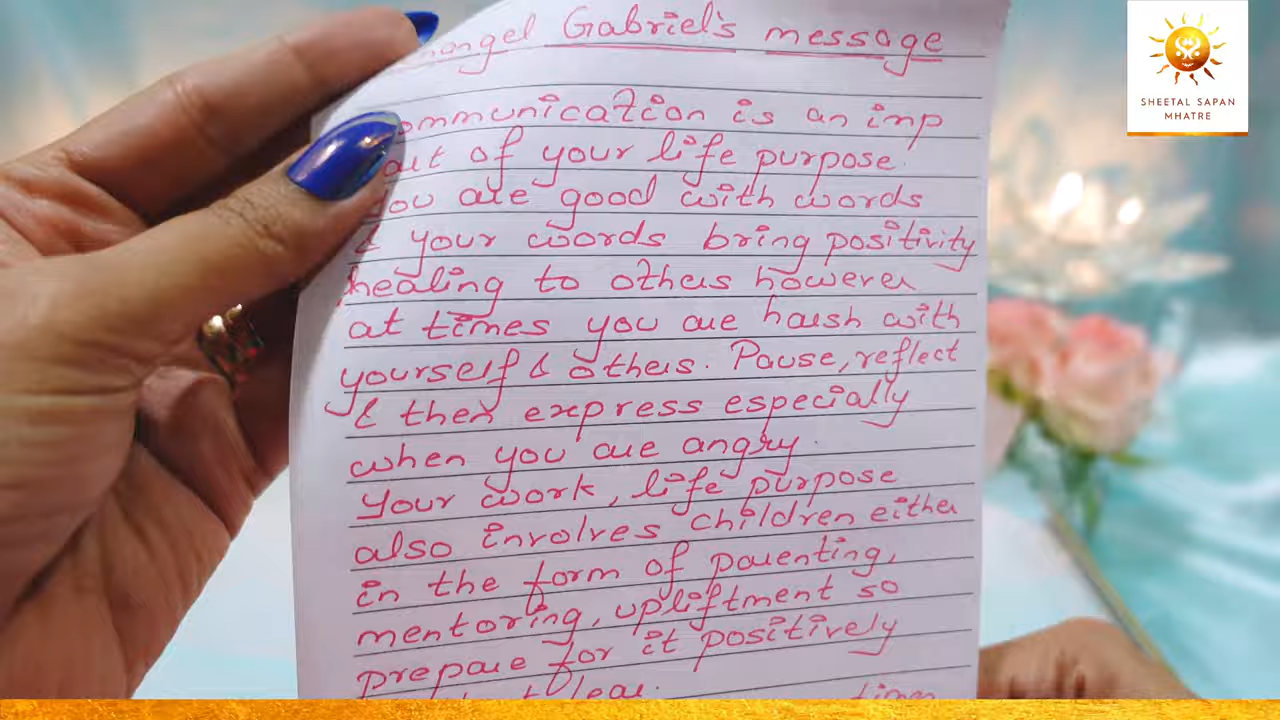 Gabriel's message
communication is an imp
of your life purpose.
You are good with words
& your words bring positivity
healing to others however
at times you are harsh with
yourself & others. Pause, reflect
& then express especially
when you are angry.
Your work, life purpose
also involves children either
in the form of parenting,
mentoring, upliftment so
prepare for it positively
SHEETAL SAPAN
MHATRE